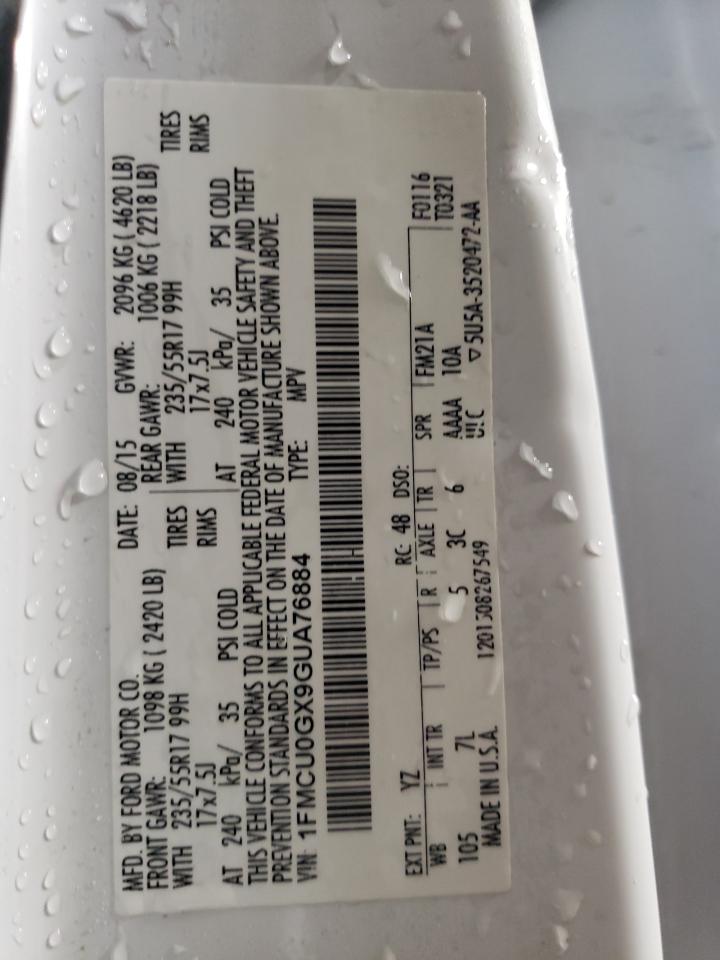 MFD. BY FORD MOTOR CO. DATE: 08/15 GVWR: 2096 KG ( 4620 LB)
FRONT GAWR: 1098 KG ( 2420 LB) REAR GAWR: 1006 KG ( 2218 LB)
WITH 235/55R17 99H TIRES WITH 235/55R17 99H TIRES
17x7.5J RIMS 17x7.5J RIMS
AT 240 kPa/ 35 PSI COLD AT 240 kPa/ 35 PSI COLD
THIS VEHICLE CONFORMS TO ALL APPLICABLE FEDERAL MOTOR VEHICLE SAFETY AND THEFT
PREVENTION STANDARDS IN EFFECT ON THE DATE OF MANUFACTURE SHOWN ABOVE.
VIN: 1FMCU0GX9GUA76884 TYPE: MPV
EXT PNT: YZ RC: 48 DSO: F0116
WB INT TR TP/PS R AXLE TR SPR FM21A T0321
105 7L 5 3C 6 AAAA 10A
MADE IN U.S.A. 1201508267549 ▽5U5A-3520472-AA